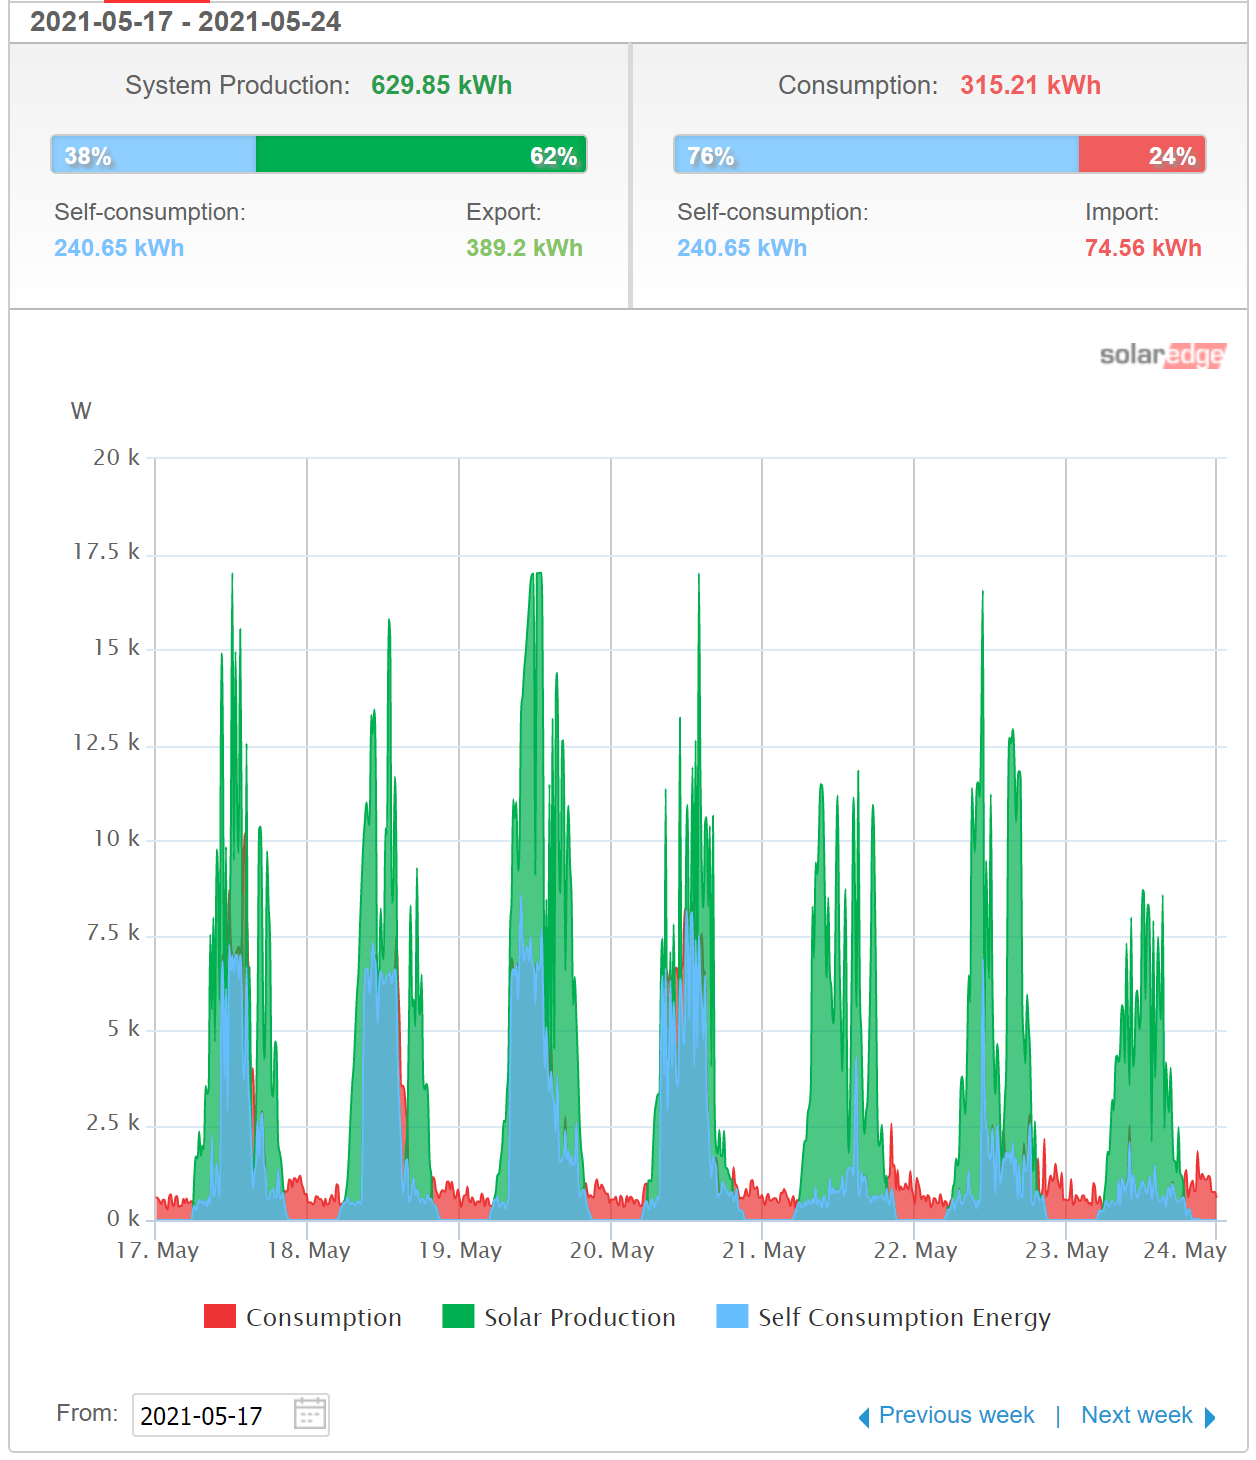 2021-05-17 - 2021-05-24
System Production: 629.85 kWh
Consumption: 315.21 kWh
38% 62%
76% 24%
Self-consumption: Export:
Self-consumption: Import:
240.65 kWh 389.2 kWh
240.65 kWh 74.56 kWh
solaredge
W
20 k
17.5 k
15 k
12.5 k
10 k
7.5 k
5 k
2.5 k
0 k
17. May 18. May 19. May 20. May 21. May 22. May 23. May 24. May
Consumption Solar Production Self Consumption Energy
From: 2021-05-17 Previous week | Next week